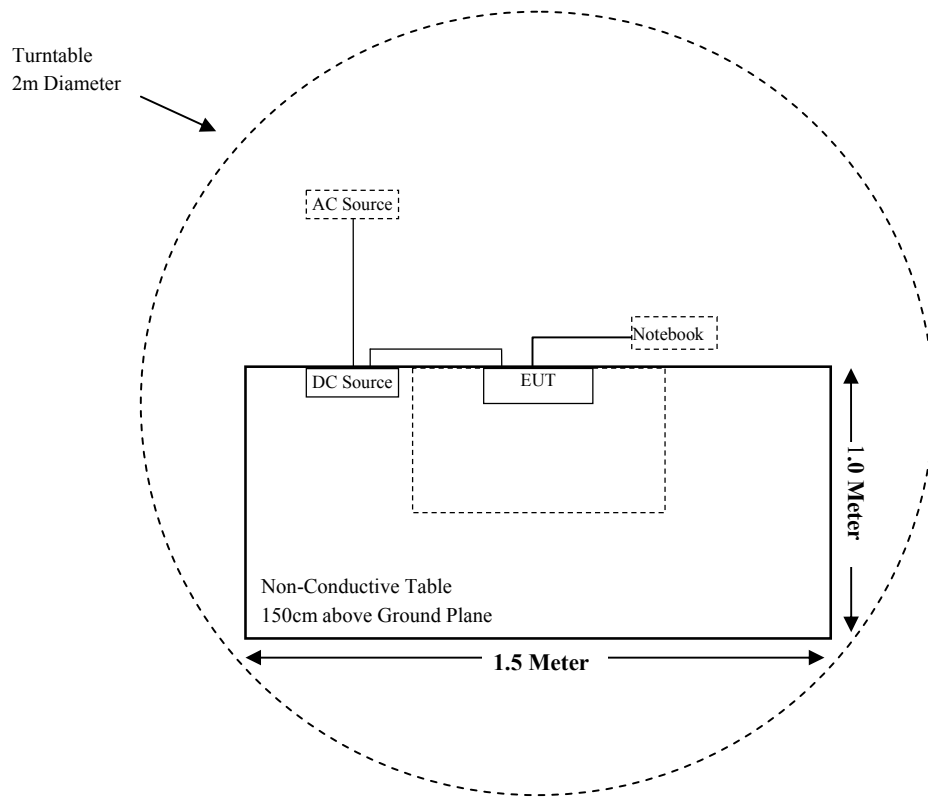 Turntable
2m Diameter
AC Source
Notebook
DC Source
EUT
1.0 Meter
Non-Conductive Table
150cm above Ground Plane
1.5 Meter